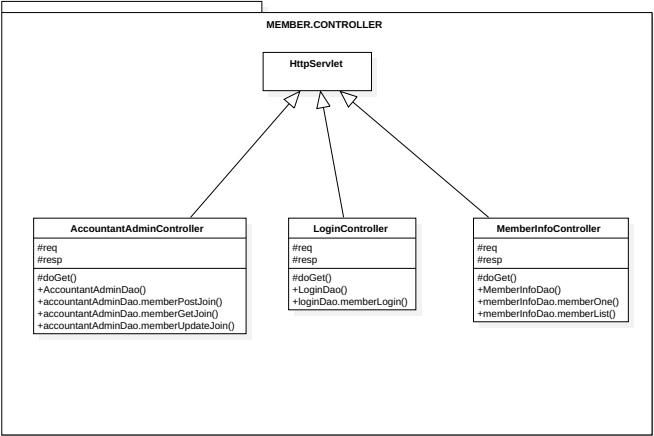 MEMBER.CONTROLLER
HttpServlet
AccountantAdminController
#req
#resp
#doGet()
+AccountantAdminDao()
+accountantAdminDao.memberPostJoin()
+accountantAdminDao.memberGetJoin()
+accountantAdminDao.memberUpdateJoin()
LoginController
#req
#resp
#doGet()
+LoginDao()
+loginDao.memberLogin()
MemberInfoController
#req
#resp
#doGet()
+MemberInfoDao()
+memberInfoDao.memberOne()
+memberInfoDao.memberList()